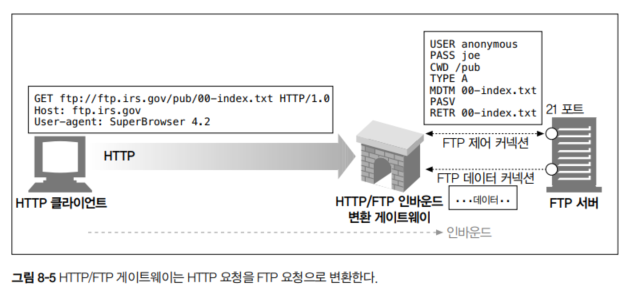 USER anonymous
PASS joe
CWD /pub
TYPE A
MDTM 00-index.txt
PASV
RETR 00-index.txt
GET ftp://ftp.irs.gov/pub/00-index.txt HTTP/1.0
Host: ftp.irs.gov
User-agent: SuperBrowser 4.2
21 포트
HTTP
FTP 제어 커넥션
FTP 데이터 커넥션
...데이터..
HTTP 클라이언트
HTTP/FTP 인바운드
변환 게이트웨이
FTP 서버
인바운드
그림 8-5 HTTP/FTP 게이트웨이는 HTTP 요청을 FTP 요청으로 변환한다.